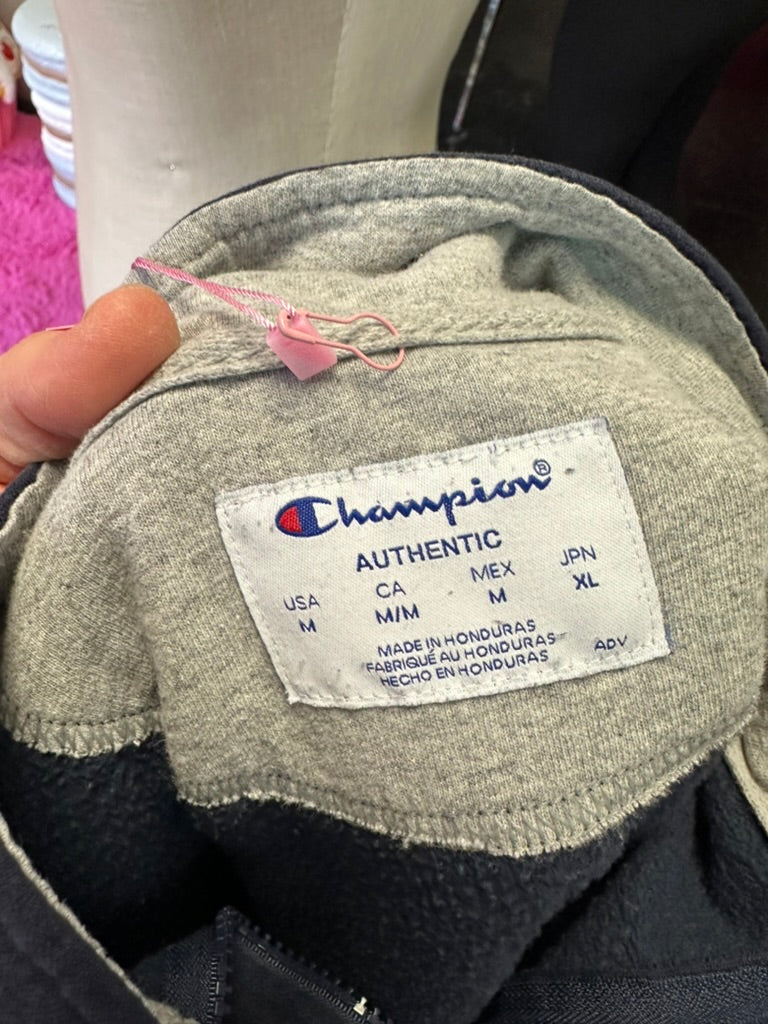 Champion®
AUTHENTIC
USA CA MEX JPN
M M/M M XL
MADE IN HONDURAS
FABRIQUÉ AU HONDURAS
HECHO EN HONDURAS
ADV